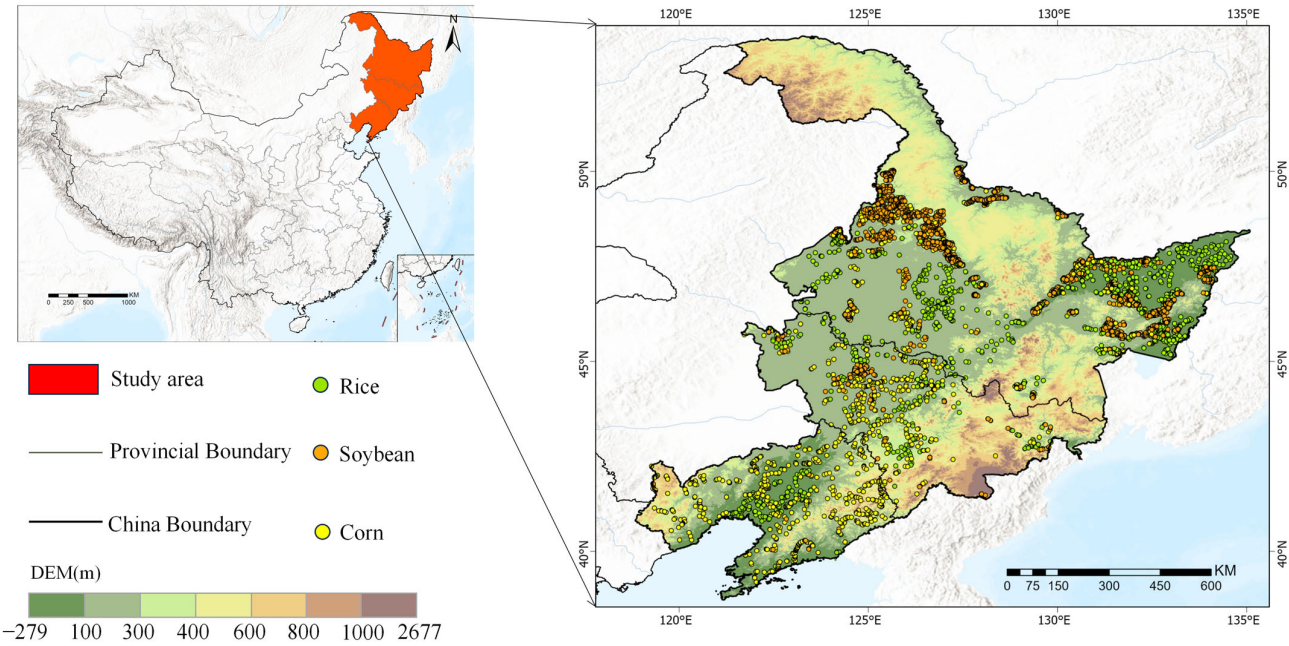 N
0 250 500 1000
KM
Study area
Provincial Boundary
China Boundary
Rice
Soybean
Corn
DEM(m)
−279 100 300 400 600 800 1000 2677
120°E 125°E 130°E 135°E
50°N 50°N
45°N 45°N
40°N 40°N
KM
0 75 150 300 450 600
120°E 125°E 130°E 135°E